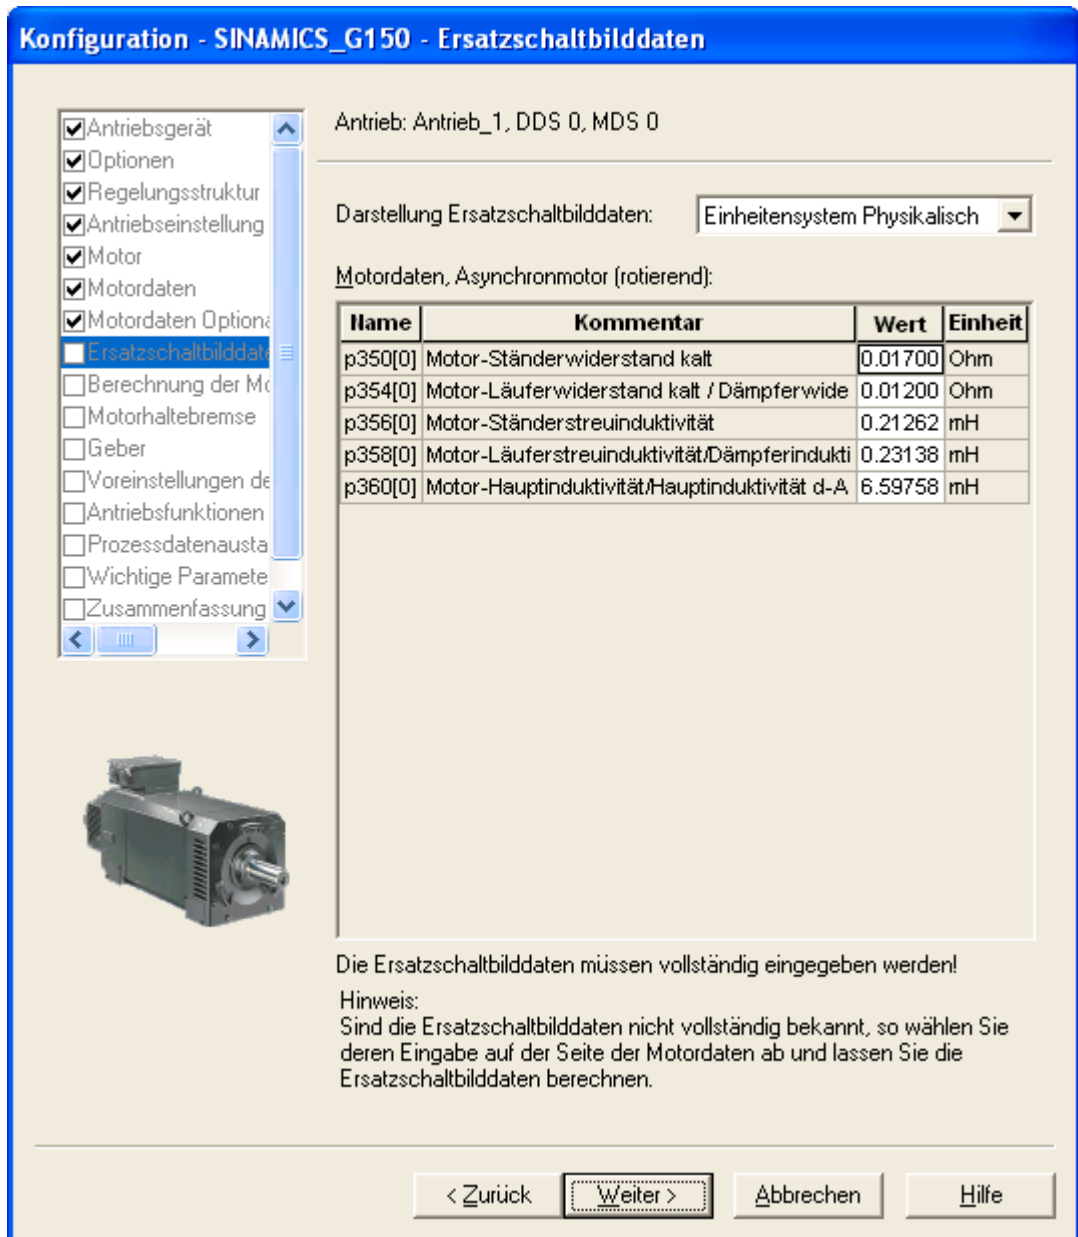 Konfiguration - SINAMICS_G150 - Ersatzschaltbilddaten
Antriebsgerät
Optionen
Regelungsstruktur
Antriebseinstellung
Motor
Motordaten
Motordaten Optiona
Ersatzschaltbilddate
Berechnung der Mo
Motorhaltebremse
Geber
Voreinstellungen de
Antriebsfunktionen
Prozessdatenausta
Wichtige Paramete
Zusammenfassung
Antrieb: Antrieb_1, DDS 0, MDS 0
Darstellung Ersatzschaltbilddaten: Einheitensystem Physikalisch
Motordaten, Asynchronmotor (rotierend):
Name Kommentar Wert Einheit
p350[0] Motor-Ständerwiderstand kalt 0.01700 Ohm
p354[0] Motor-Läuferwiderstand kalt / Dämpferwide 0.01200 Ohm
p356[0] Motor-Ständerstreuinduktivität 0.21262 mH
p358[0] Motor-Läuferstreuinduktivität/Dämpferindukti 0.23138 mH
p360[0] Motor-Hauptinduktivität/Hauptinduktivität d-A 6.59758 mH
Die Ersatzschaltbilddaten müssen vollständig eingegeben werden!
Hinweis:
Sind die Ersatzschaltbilddaten nicht vollständig bekannt, so wählen Sie
deren Eingabe auf der Seite der Motordaten ab und lassen Sie die
Ersatzschaltbilddaten berechnen.
< Zurück Weiter > Abbrechen Hilfe